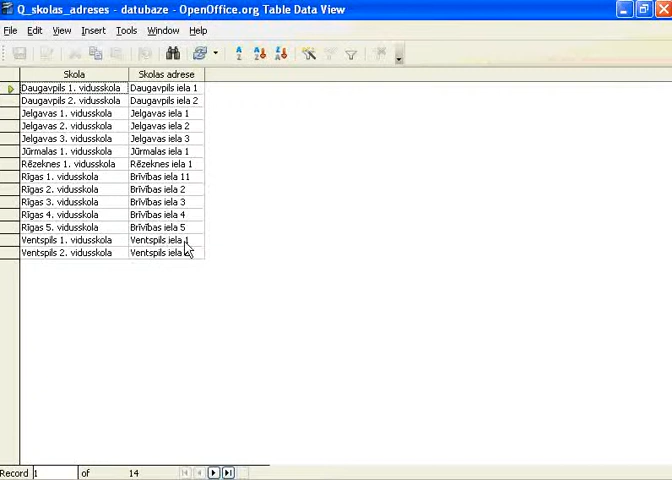 Q_skolas_adreses - datubaze - OpenOffice.org Table Data View
File Edit View Insert Tools Window Help
Skola Skolas adrese
Daugavpils 1. vidusskola Daugavpils iela 1
Daugavpils 2. vidusskola Daugavpils iela 2
Jelgavas 1. vidusskola Jelgavas iela 1
Jelgavas 2. vidusskola Jelgavas iela 2
Jelgavas 3. vidusskola Jelgavas iela 3
Jūrmalas 1. vidusskola Jūrmalas iela 1
Rēzeknes 1. vidusskola Rēzeknes iela 1
Rīgas 1. vidusskola Brīvības iela 11
Rīgas 2. vidusskola Brīvības iela 2
Rīgas 3. vidusskola Brīvības iela 3
Rīgas 4. vidusskola Brīvības iela 4
Rīgas 5. vidusskola Brīvības iela 5
Ventspils 1. vidusskola Ventspils iela 1
Ventspils 2. vidusskola Ventspils iela
Record 1 of 14